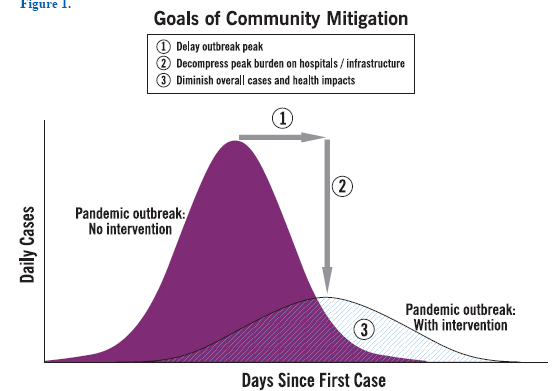 Figure 1.
Goals of Community Mitigation
① Delay outbreak peak
② Decompress peak burden on hospitals / infrastructure
③ Diminish overall cases and health impacts
①
②
Pandemic outbreak:
No intervention
Daily Cases
Pandemic outbreak:
With intervention
③
Days Since First Case